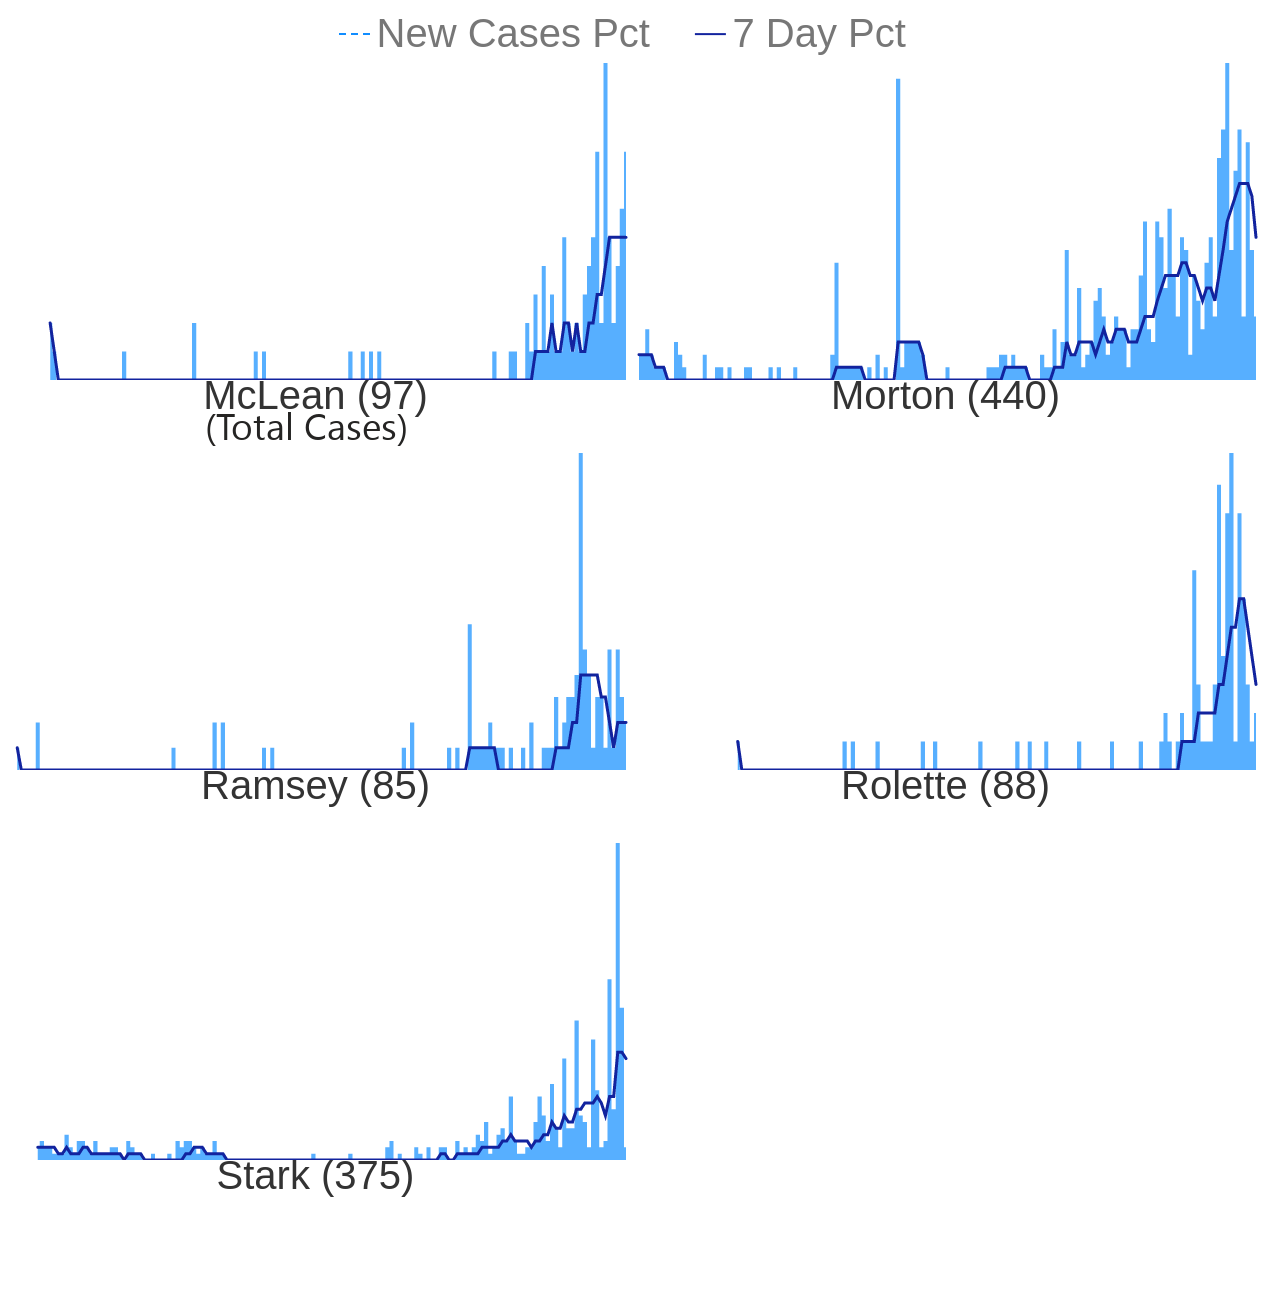 New Cases Pct 7 Day Pct
McLean (97)
(Total Cases)
Morton (440)
Ramsey (85)
Rolette (88)
Stark (375)